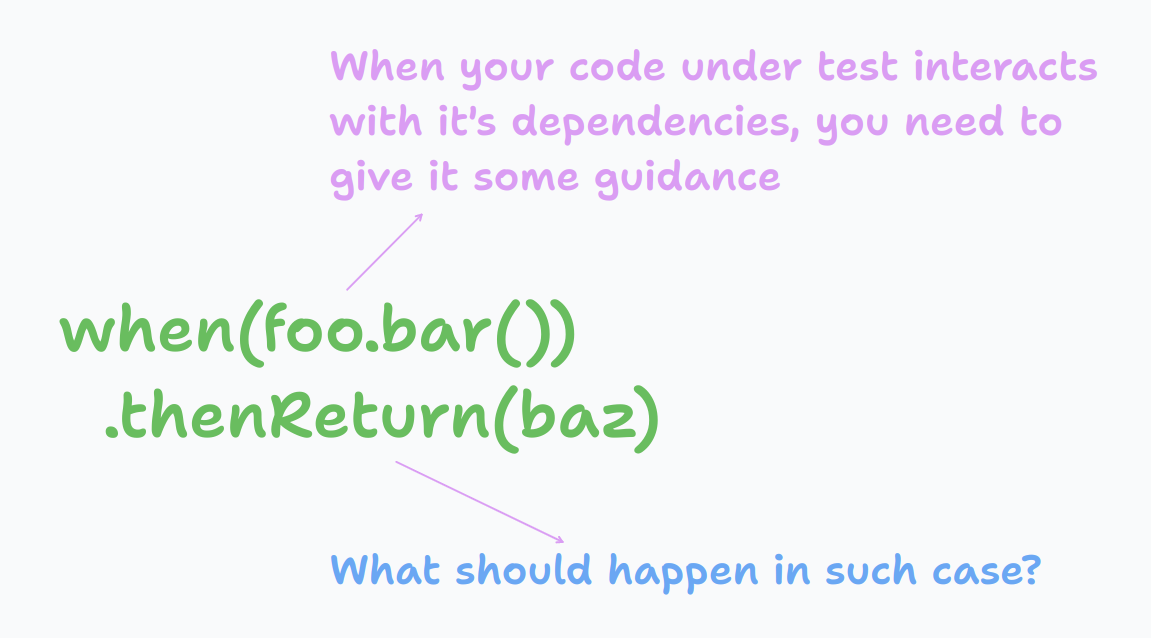 When your code under test interacts
with it's dependencies, you need to
give it some guidance
when(foo.bar())
.thenReturn(baz)
What should happen in such case?